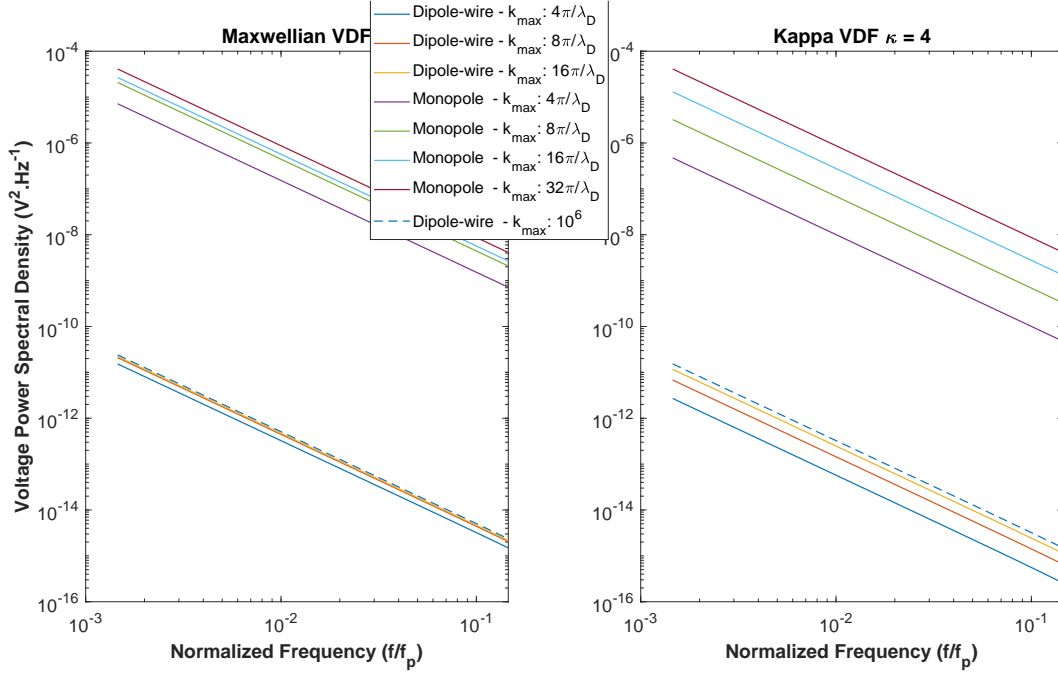 Maxwellian VDF
Dipole-wire - k_max: 4π/λ_D
Dipole-wire - k_max: 8π/λ_D
Dipole-wire - k_max: 16π/λ_D
Monopole - k_max: 4π/λ_D
Monopole - k_max: 8π/λ_D
Monopole - k_max: 16π/λ_D
Monopole - k_max: 32π/λ_D
Dipole-wire - k_max: 10^6
Kappa VDF κ = 4
Voltage Power Spectral Density (V^2.Hz^-1)
10^-4
10^-6
10^-8
10^-10
10^-12
10^-14
10^-16
10^-3
10^-2
10^-1
Normalized Frequency (f/f_p)
0^-4
10^-6
0^-8
10^-10
10^-12
10^-14
10^-16
10^-3
10^-2
10^-1
Normalized Frequency (f/f_p)